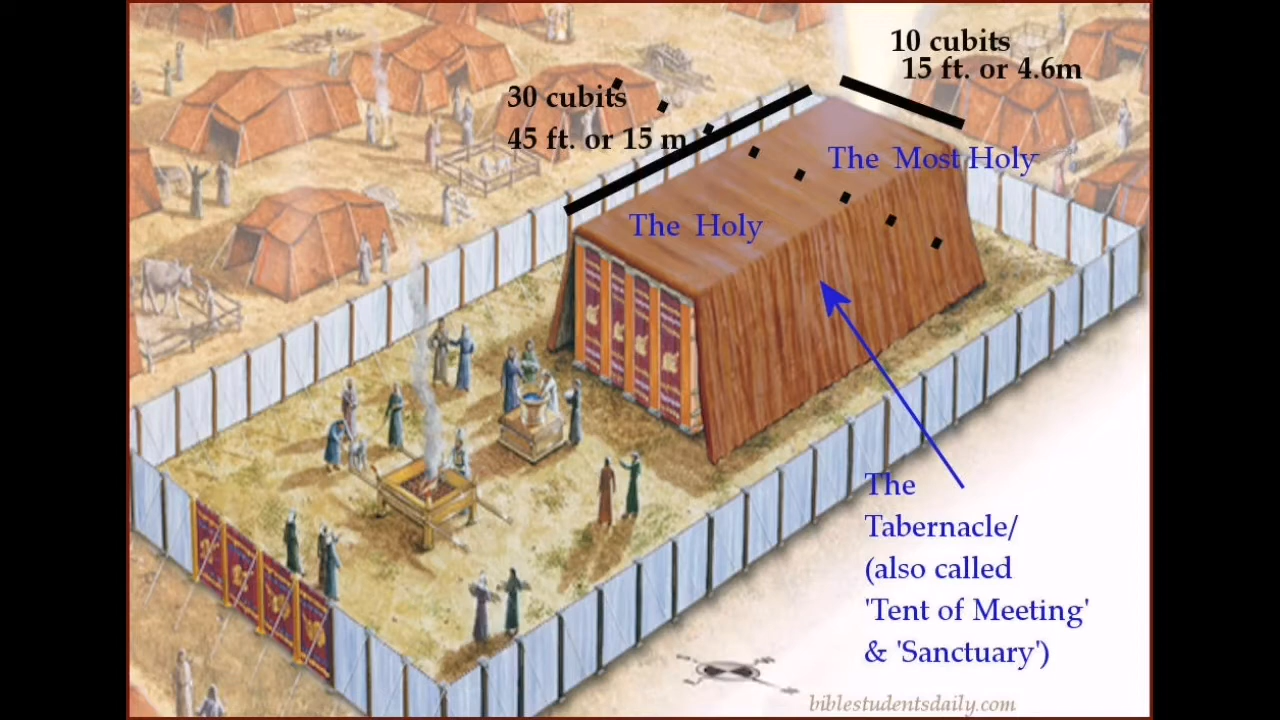 10 cubits
15 ft. or 4.6m
30 cubits
45 ft. or 15 m
The Most Holy
The Holy
The
Tabernacle/
(also called
'Tent of Meeting'
& 'Sanctuary')
biblestudentsdaily.com